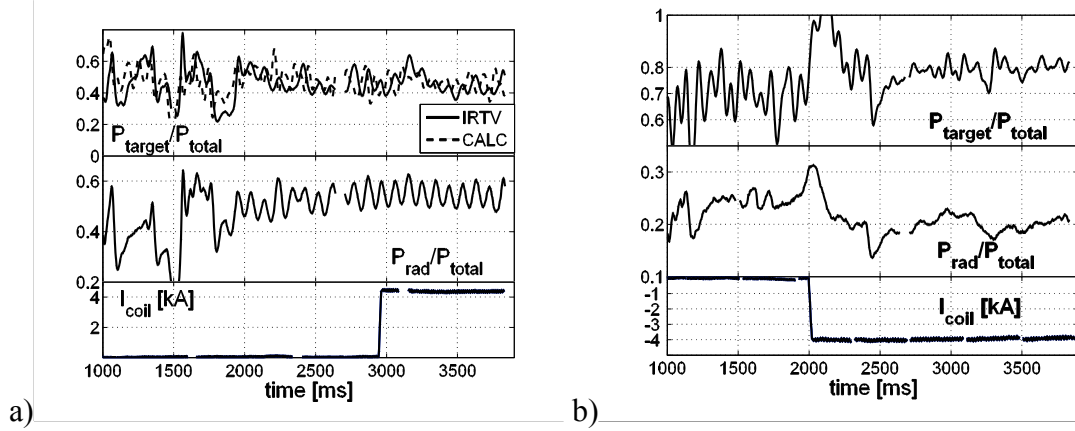 a)
0.6
0.4
0.2
0
P_target/P_total
IRTV
CALC
0.6
0.4
0.2
P_rad/P_total
I_coil [kA]
4
2
1000 1500 2000 2500 3000 3500
time [ms]
b)
1
0.8
0.7
0.6
P_target/P_total
0.3
0.2
0.1
P_rad/P_total
I_coil [kA]
-1
-2
-3
-4
1000 1500 2000 2500 3000 3500
time [ms]